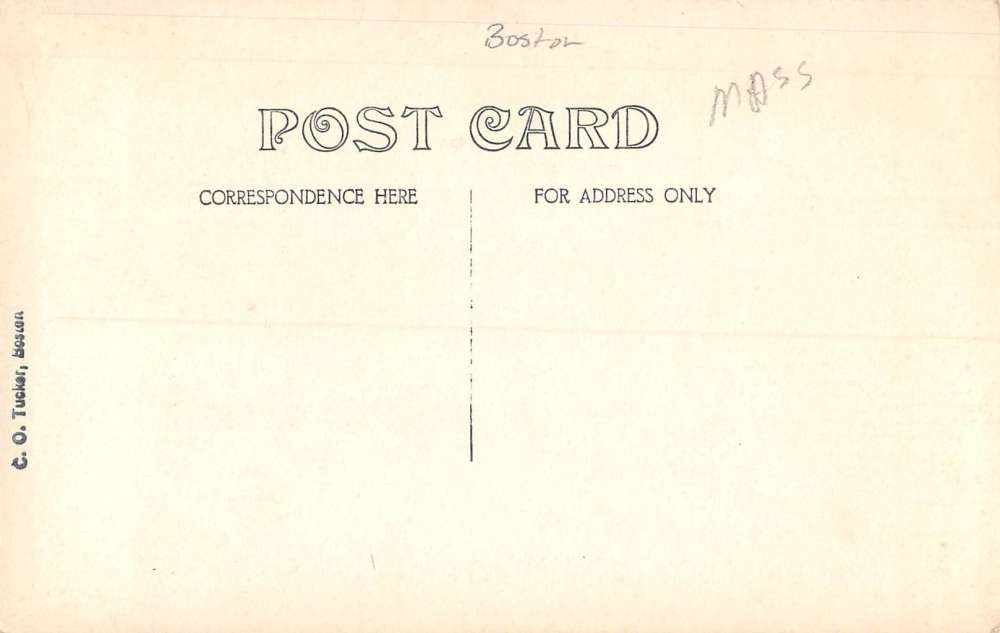 Boston
MASS
POST CARD
CORRESPONDENCE HERE
FOR ADDRESS ONLY
C. O. Tucker, Boston